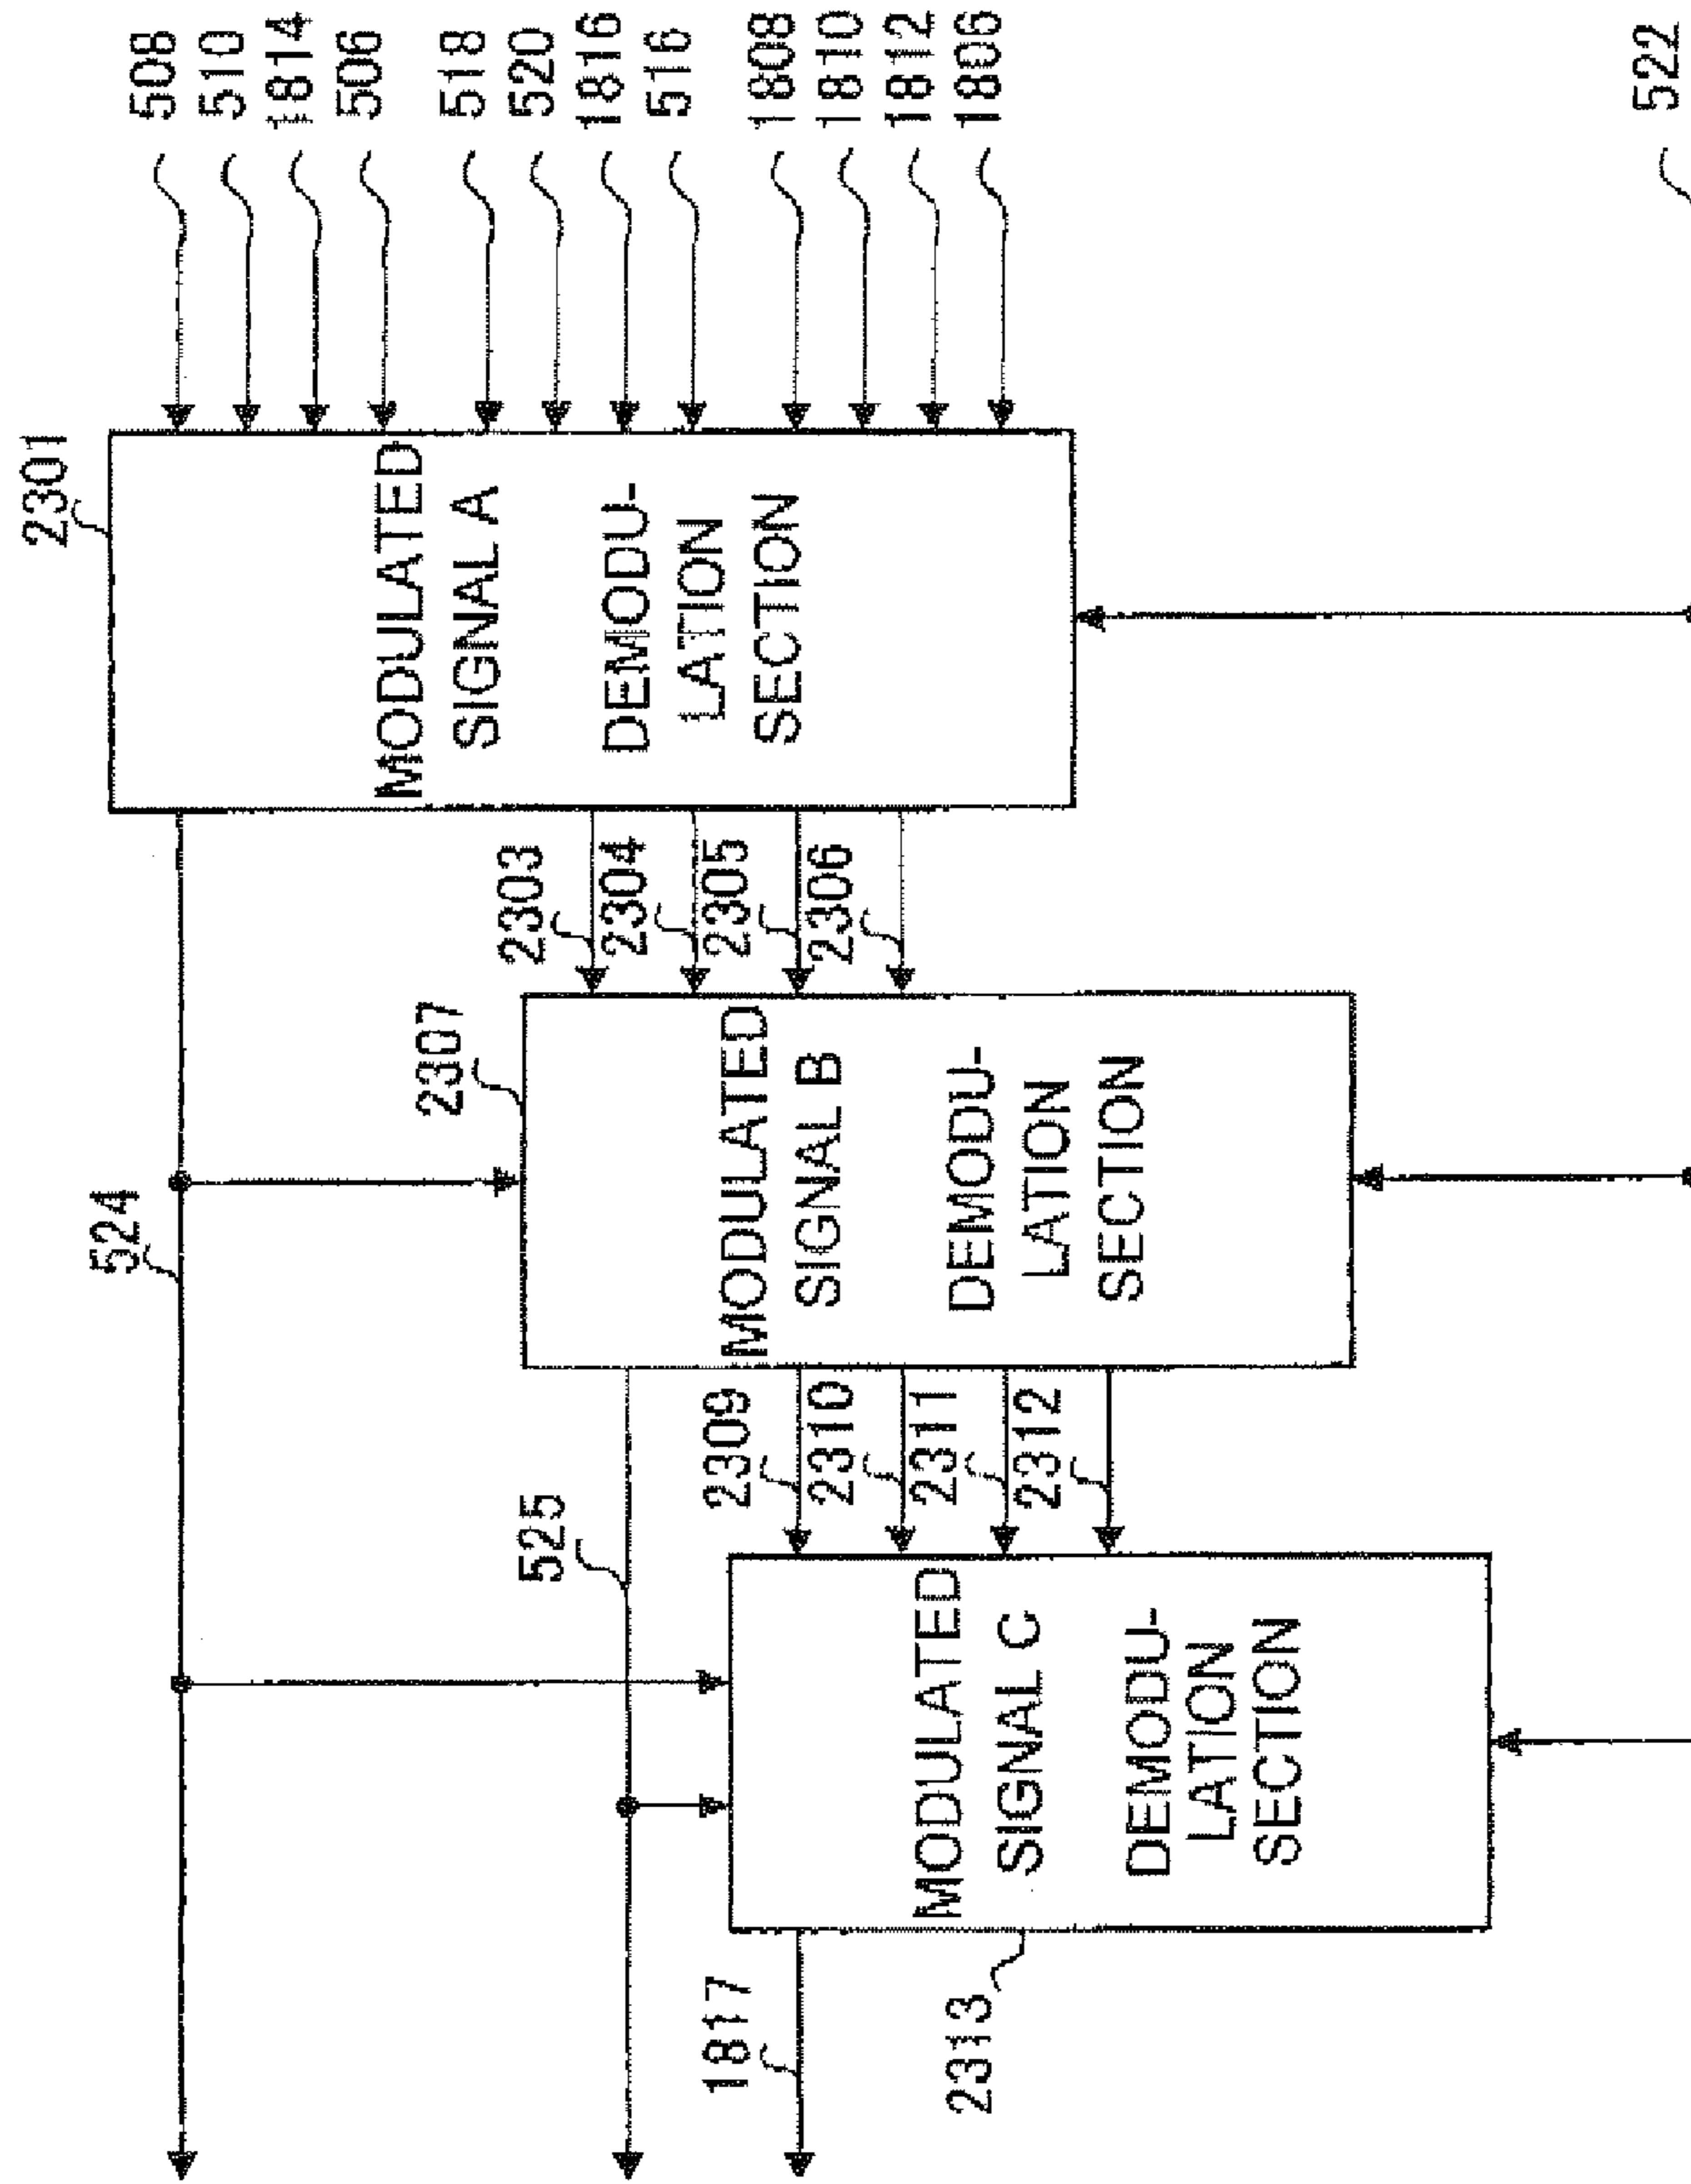 508
510
1814
506
518
520
1816
516
1808
1810
1812
1806
522
2301
MODULATED
SIGNAL A
DEMODU-
LATION
SECTION
2303
2304
2305
2306
524
2307
MODULATED
SIGNAL B
DEMODU-
LATION
SECTION
2309
2310
2311
2312
525
MODULATED
SIGNAL C
DEMODU-
LATION
SECTION
1817
2313